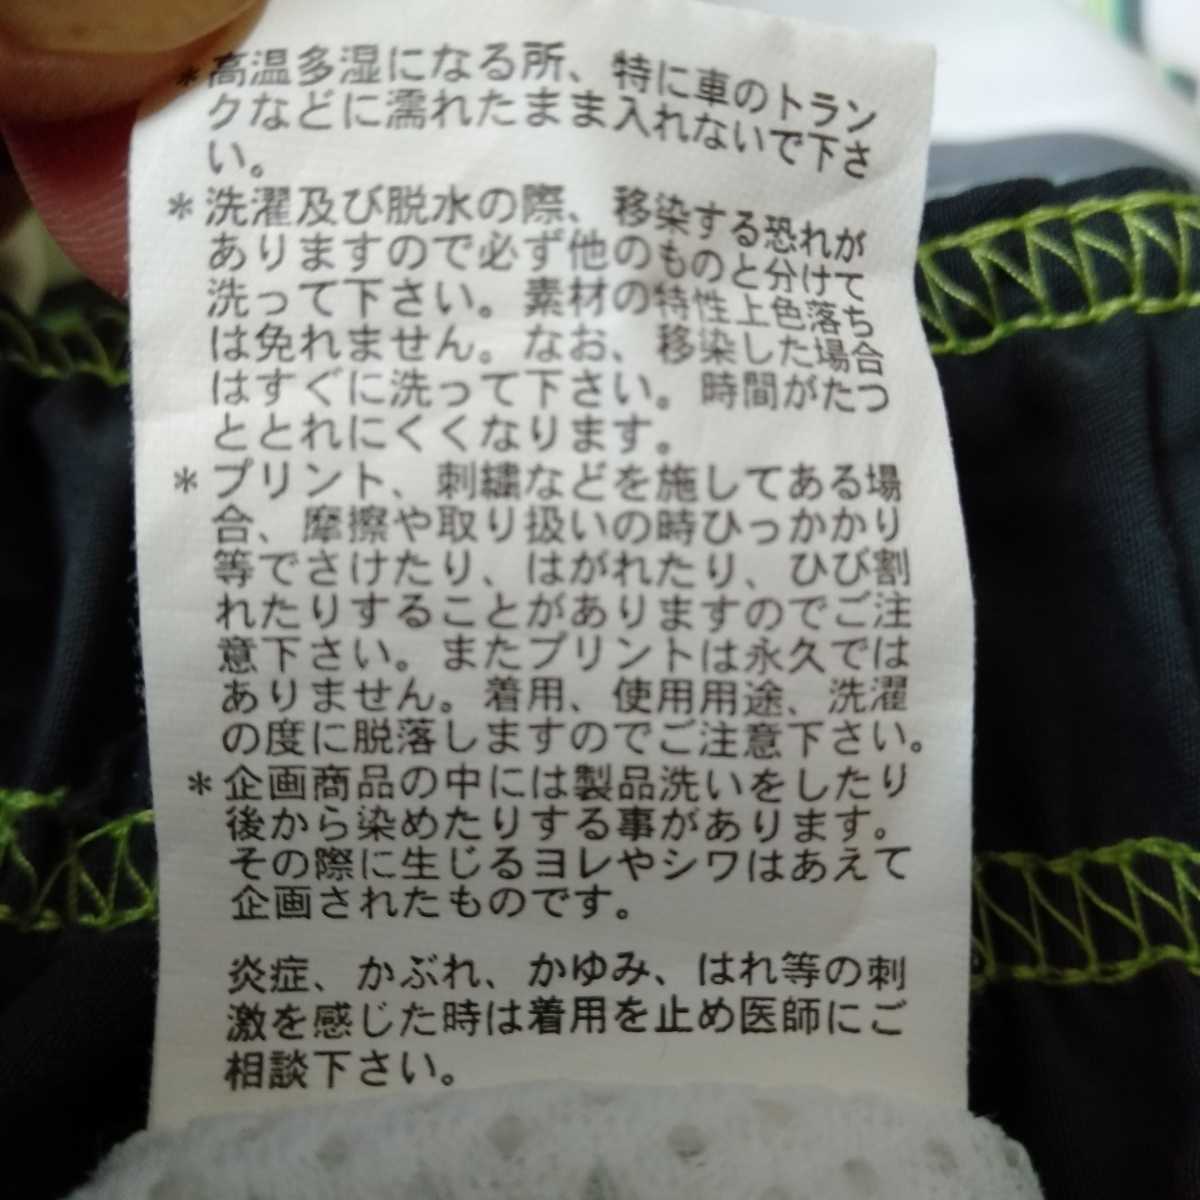 *高温多湿になる所、特に車のトラン
クなどに濡れたまま入れないで下さ
い。
*洗濯及び脱水の際、移染する恐れが
ありますので必ず他のものと分けて
洗って下さい。素材の特性上色落ち
は免れません。なお、移染した場合
はすぐに洗って下さい。時間がたつ
ととれにくくなります。
*プリント、刺繍などを施してある場
合、摩擦や取り扱いの時ひっかかり
等でさけたり、はがれたり、ひび割
れたりすることがありますのでご注
意下さい。またプリントは永久では
ありません。着用、使用用途、洗濯
の度に脱落しますのでご注意下さい。
*企画商品の中には製品洗いをしたり
後から染めたりする事があります。
その際に生じるヨレやシワはあえて
企画されたものです。
炎症、かぶれ、かゆみ、はれ等の刺
激を感じた時は着用を止め医師にご
相談下さい。